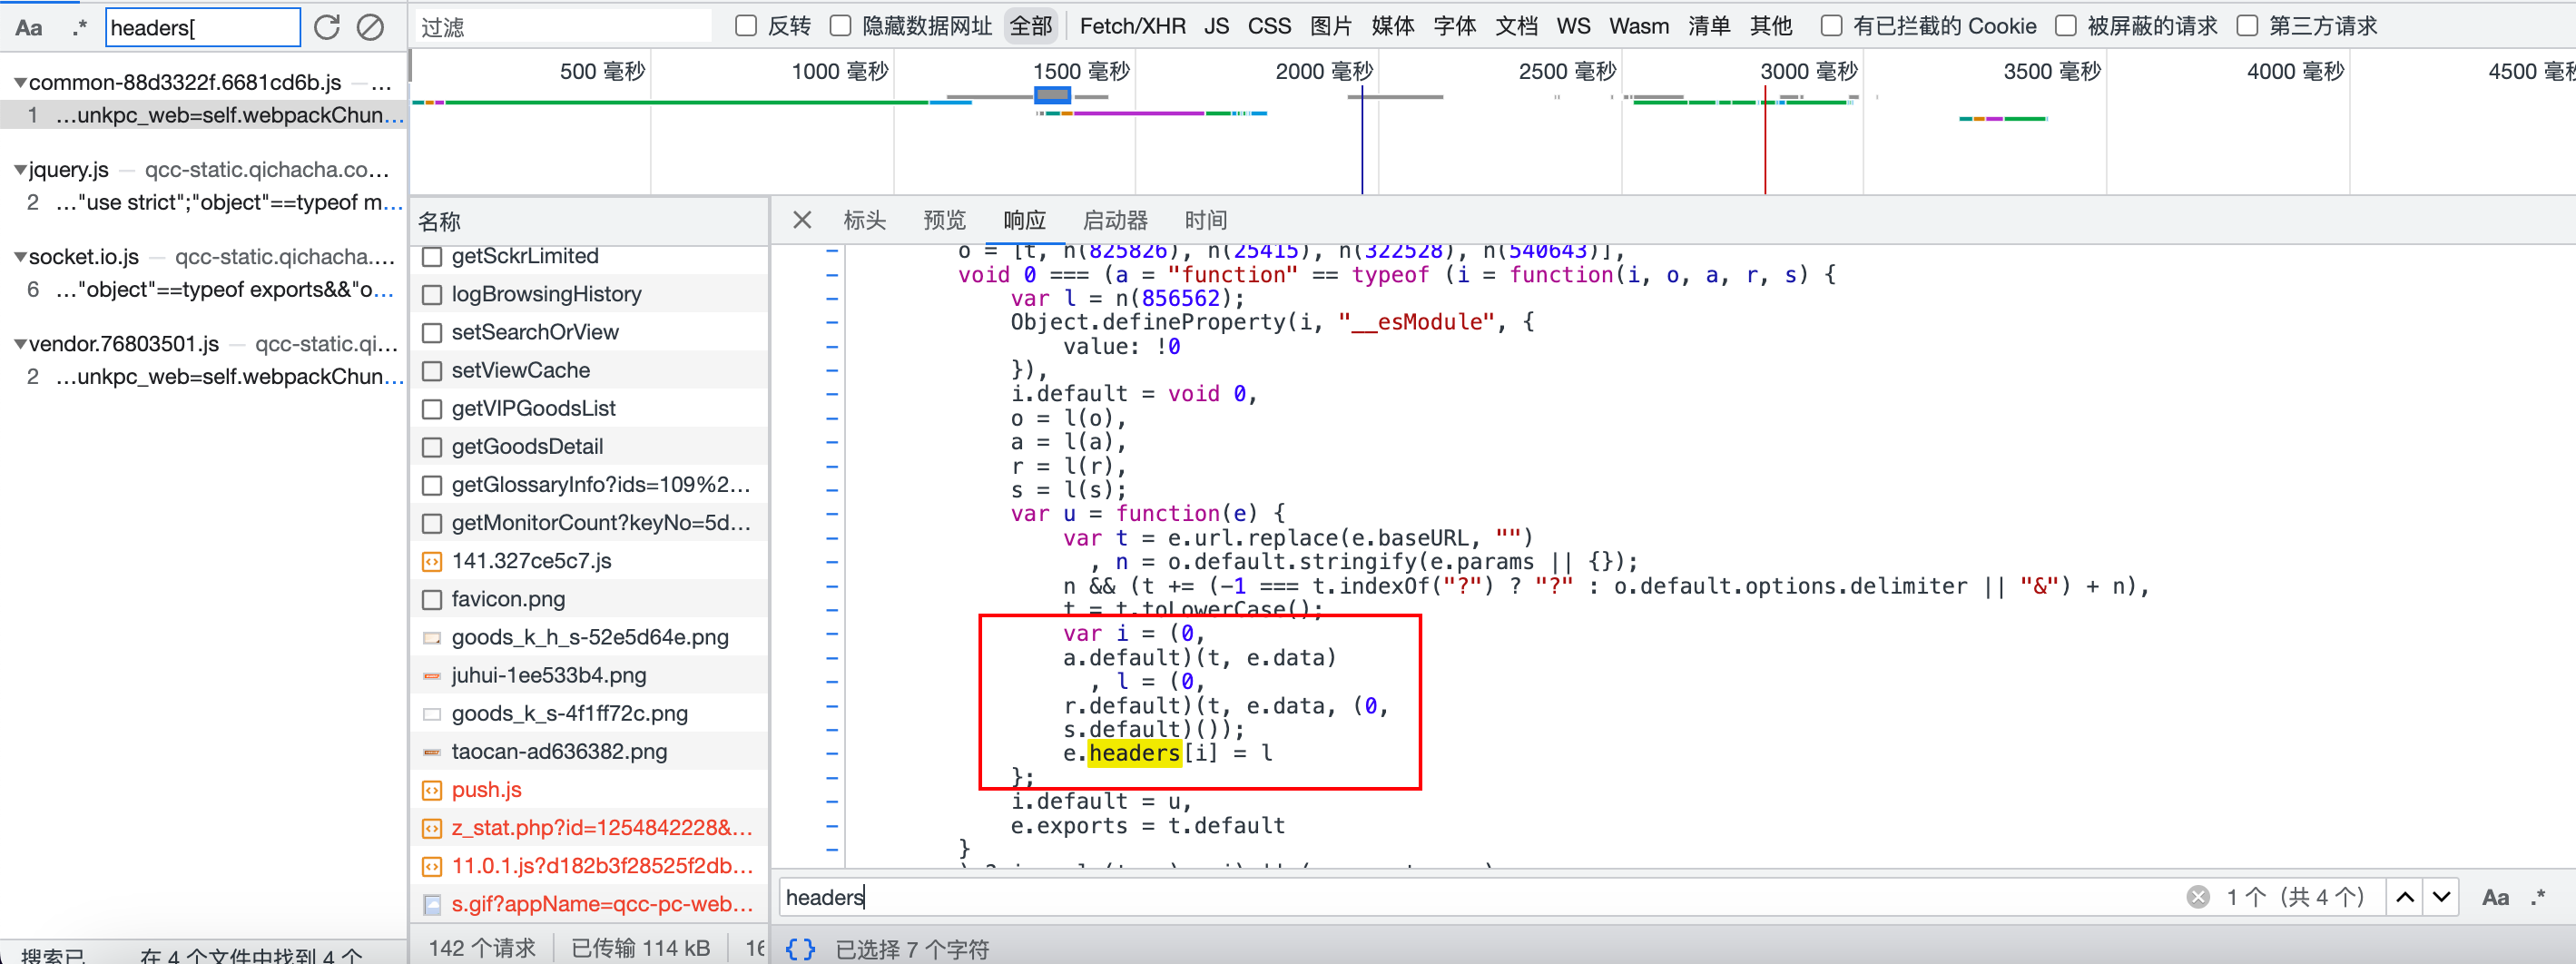 Aa .* headers[
过滤
反转 隐藏数据网址 全部 Fetch/XHR JS CSS 图片 媒体 字体 文档 WS Wasm 清单 其他 有已拦截的 Cookie 被屏蔽的请求 第三方请求
500 毫秒 1000 毫秒 1500 毫秒 2000 毫秒 2500 毫秒 3000 毫秒 3500 毫秒 4000 毫秒 4500 毫秒
common-88d3322f.6681cd6b.js — …
1 …unkpc_web=self.webpackChun…
jquery.js — qcc-static.qichacha.co…
2 …"use strict";"object"==typeof m…
socket.io.js — qcc-static.qichacha.…
6 …"object"==typeof exports&&"o…
vendor.76803501.js — qcc-static.qi…
2 …unkpc_web=self.webpackChun…
搜索已 在 4 个文件中找到 4 个
名称
getSckrLimited
logBrowsingHistory
setSearchOrView
setViewCache
getVIPGoodsList
getGoodsDetail
getGlossaryInfo?ids=109%2…
getMonitorCount?keyNo=5d…
141.327ce5c7.js
favicon.png
goods_k_h_s-52e5d64e.png
juhui-1ee533b4.png
goods_k_s-4f1ff72c.png
taocan-ad636382.png
push.js
z_stat.php?id=1254842228&…
11.0.1.js?d182b3f28525f2db…
s.gif?appName=qcc-pc-web…
142 个请求 已传输 114 kB 16
标头 预览 响应 启动器 时间
o = [t, n(825826), n(25415), n(322528), n(540643)],
void 0 === (a = "function" == typeof (i = function(i, o, a, r, s) {
var l = n(856562);
Object.defineProperty(i, "__esModule", {
value: !0
}),
i.default = void 0,
o = l(o),
a = l(a),
r = l(r),
s = l(s);
var u = function(e) {
var t = e.url.replace(e.baseURL, "")
, n = o.default.stringify(e.params || {});
n && (t += (-1 === t.indexOf("?") ? "?" : o.default.options.delimiter || "&") + n),
t = t.toLowerCase();
var i = (0,
a.default)(t, e.data)
, l = (0,
r.default)(t, e.data, (0,
s.default)());
e.headers[i] = l
};
i.default = u,
e.exports = t.default
}
headers
1 个 (共 4 个) Aa .*
{} 已选择 7 个字符